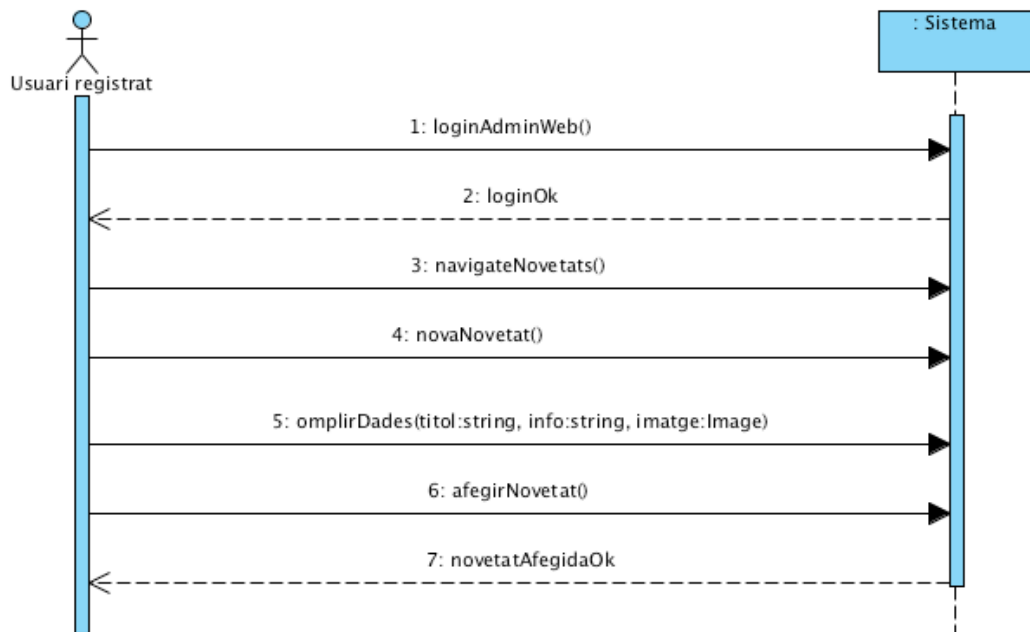 : Sistema
Usuari registrat
1: loginAdminWeb()
2: loginOk
3: navigateNovetats()
4: novaNovetat()
5: omplirDades(titol:string, info:string, imatge:Image)
6: afegirNovetat()
7: novetatAfegidaOk